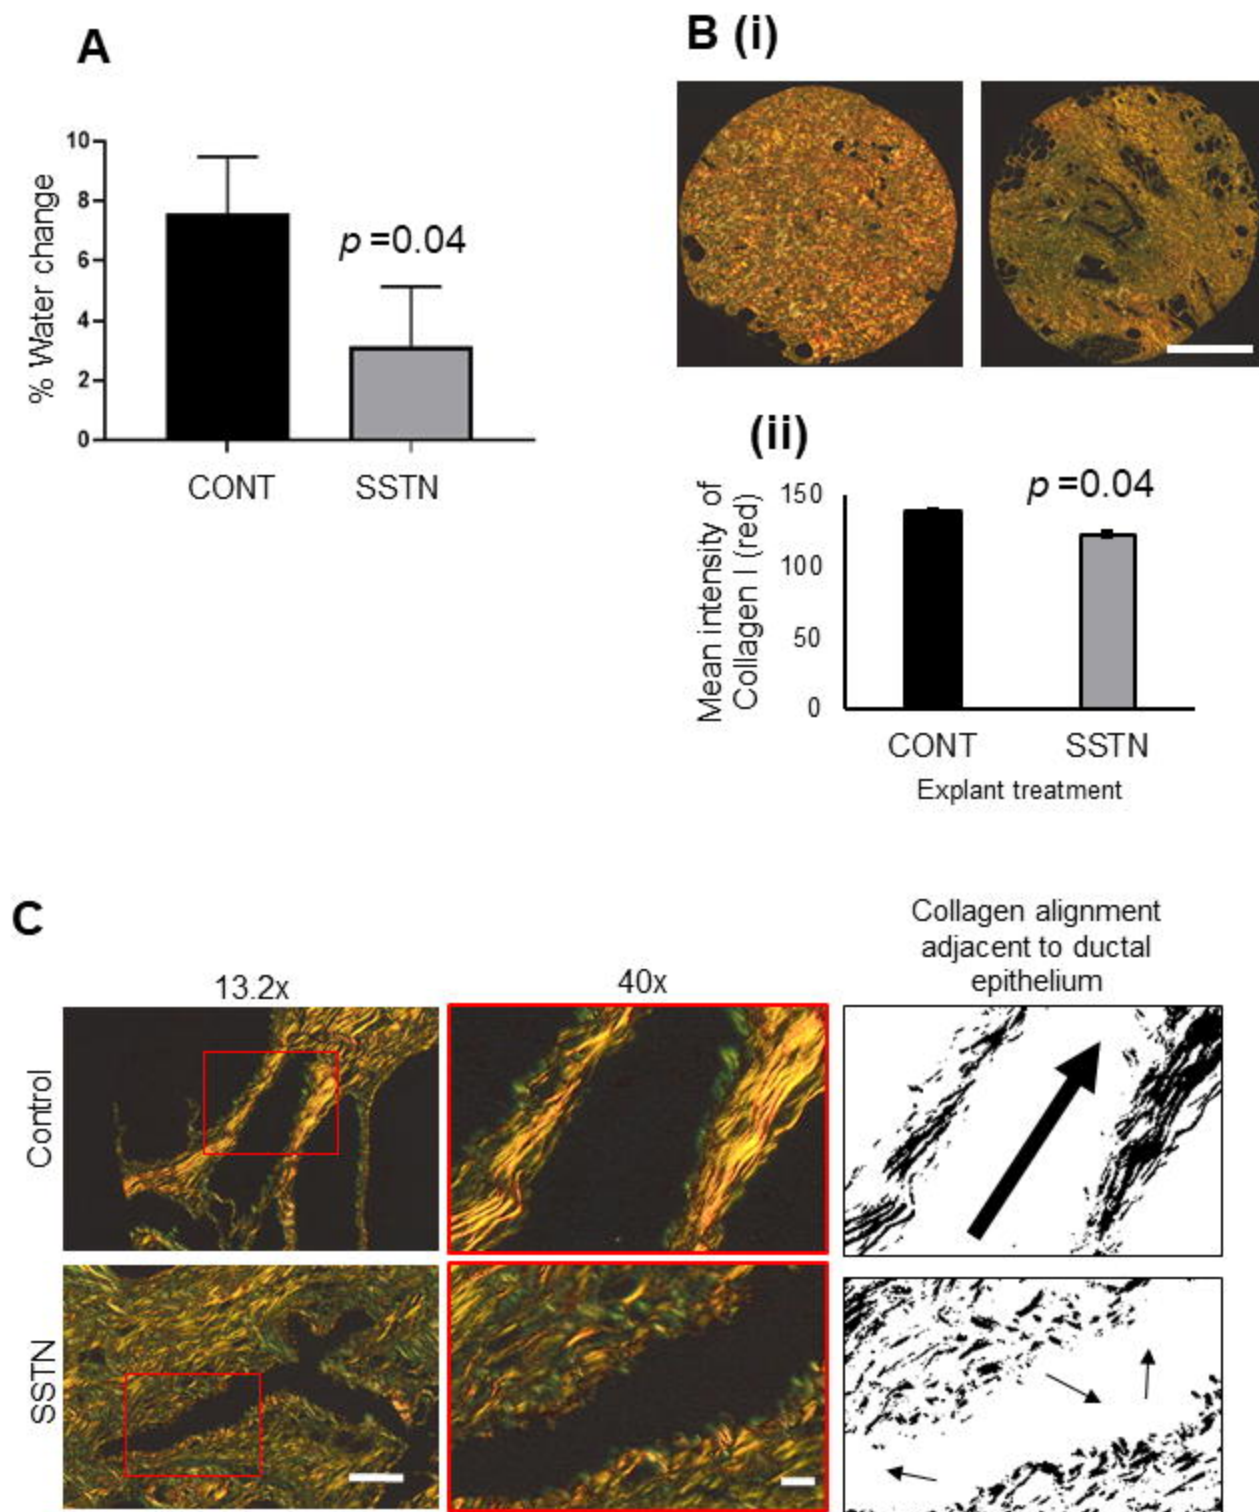 A
B (i)
% Water change
10
8
6
4
2
0
p =0.04
CONT
SSTN
(ii)
Mean intensity of
Collagen I (red)
150
100
50
0
p =0.04
CONT
SSTN
Explant treatment
C
13.2x
40x
Collagen alignment
adjacent to ductal
epithelium
Control
SSTN